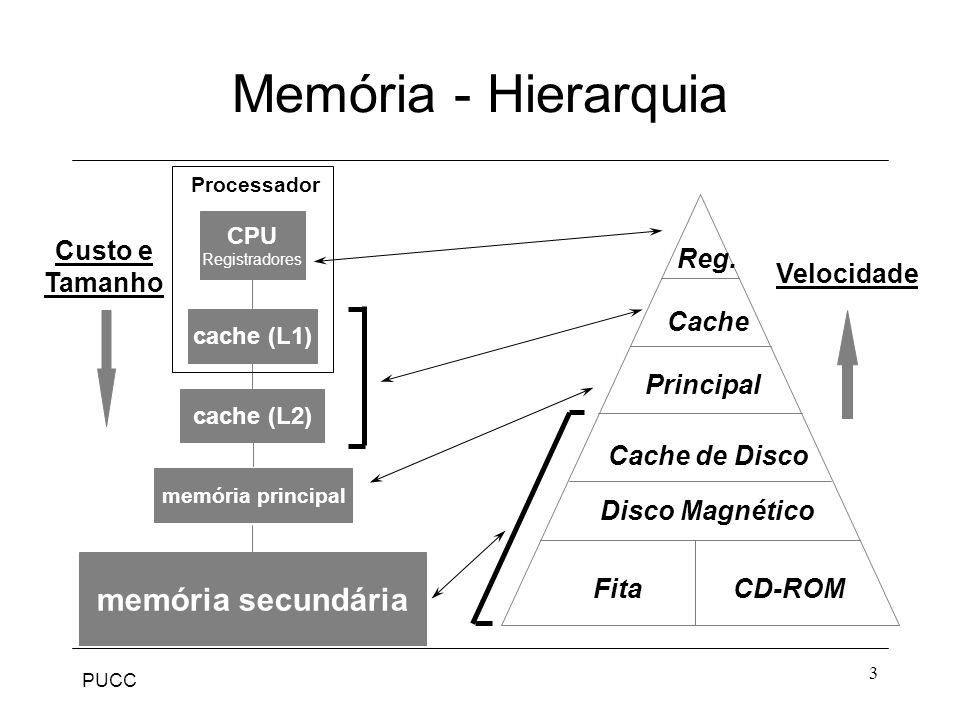 Memória - Hierarquia
Processador
CPU
Registradores
Custo e
Tamanho
cache (L1)
cache (L2)
memória principal
memória secundária
Reg.
Velocidade
Cache
Principal
Cache de Disco
Disco Magnético
Fita
CD-ROM
PUCC
3